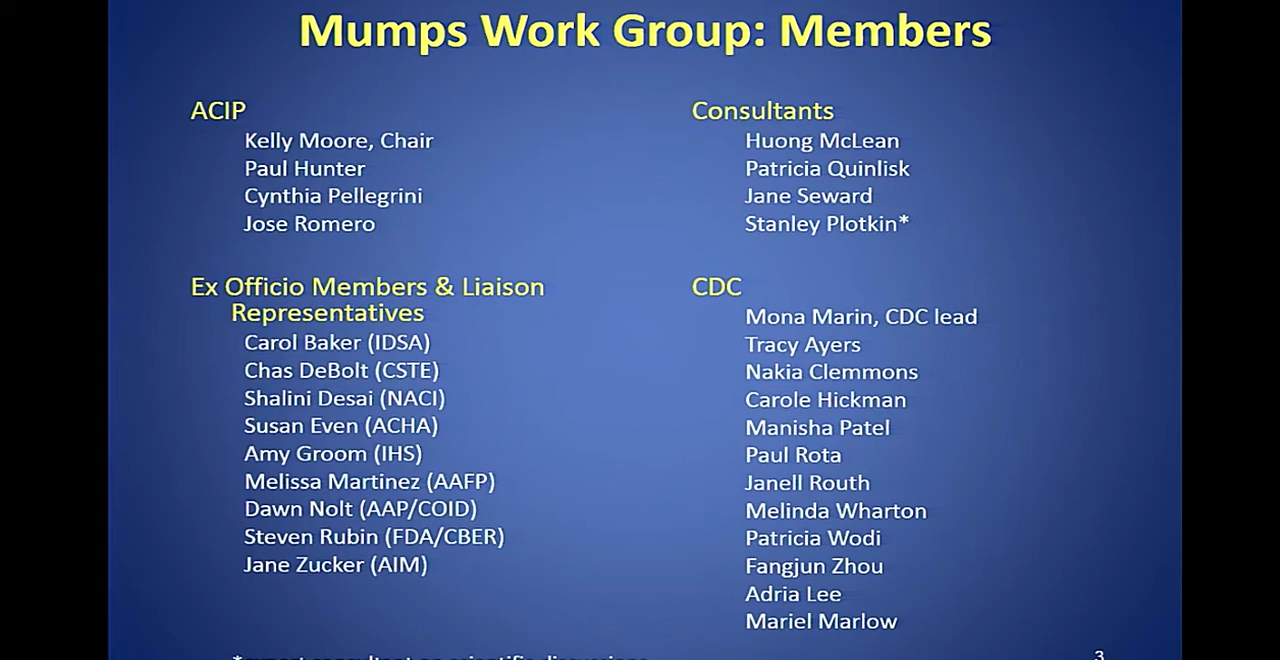 Mumps Work Group: Members
ACIP
Kelly Moore, Chair
Paul Hunter
Cynthia Pellegrini
Jose Romero
Ex Officio Members & Liaison
Representatives
Carol Baker (IDSA)
Chas DeBolt (CSTE)
Shalini Desai (NACI)
Susan Even (ACHA)
Amy Groom (IHS)
Melissa Martinez (AAFP)
Dawn Nolt (AAP/COID)
Steven Rubin (FDA/CBER)
Jane Zucker (AIM)
Consultants
Huong McLean
Patricia Quinlisk
Jane Seward
Stanley Plotkin*
CDC
Mona Marin, CDC lead
Tracy Ayers
Nakia Clemmons
Carole Hickman
Manisha Patel
Paul Rota
Janell Routh
Melinda Wharton
Patricia Wodi
Fangjun Zhou
Adria Lee
Mariel Marlow
3